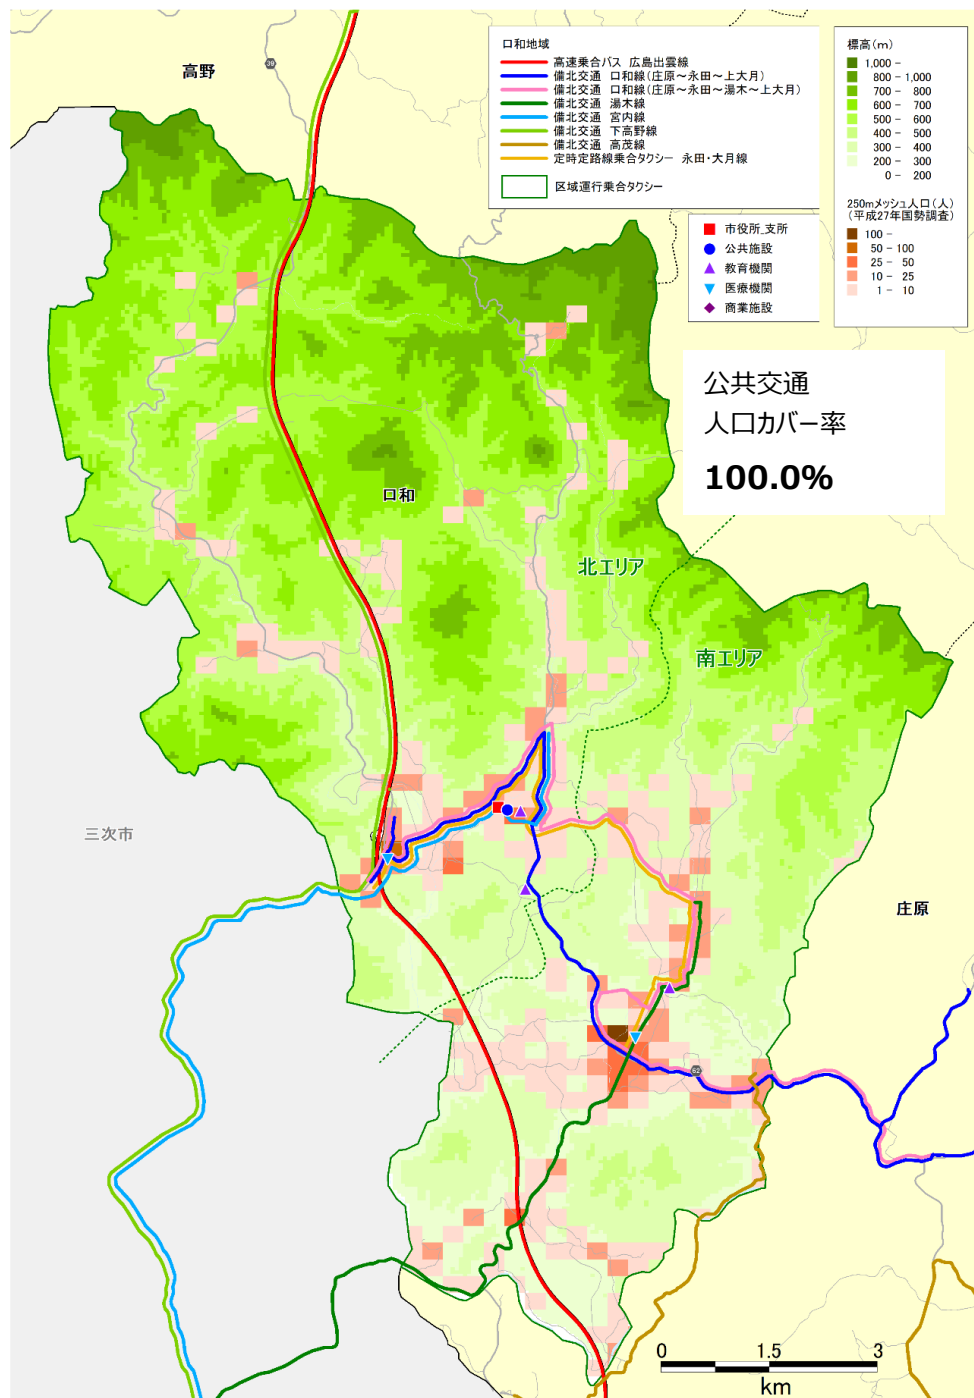 口和地域
高速乗合バス 広島出雲線
備北交通 口和線(庄原～永田～上大月)
備北交通 口和線(庄原～永田～湯木～上大月)
備北交通 湯木線
備北交通 宮内線
備北交通 下高野線
備北交通 高茂線
定時定路線乗合タクシー 永田・大月線
区域運行乗合タクシー
市役所_支所
公共施設
教育機関
医療機関
商業施設
標高(m)
1,000 -
800 - 1,000
700 - 800
600 - 700
500 - 600
400 - 500
300 - 400
200 - 300
0 - 200
250mメッシュ人口(人)
(平成27年国勢調査)
100 -
50 - 100
25 - 50
10 - 25
1 - 10
公共交通
人口カバー率
100.0%
高野
39
口和
北エリア
南エリア
三次市
庄原
62
0 1.5 3
km